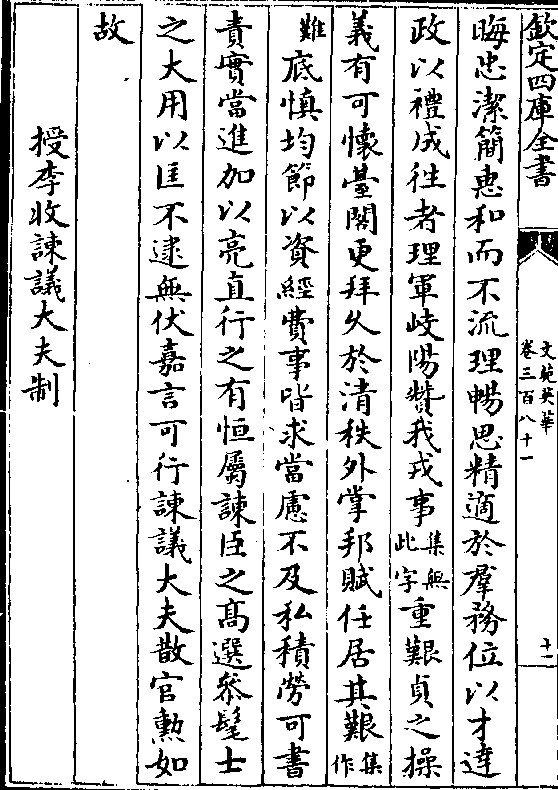 欽定四庫全書
文苑英華
卷三百八十一
十一
晦忠潔簡惠和而不流理暢思精適於羣務位以才達
政以禮成徃者理軍岐陽贊我戎事集無此字重艱貞之操
義有可懷臺閣更拜久於清秩外掌邦賦任居其艱集作
難底慎均節以資經費事皆求當慮不及私積勞可書
責實當進加以亮直行之有恒屬諫臣之高選叅髦士
之大用以匡不逮無伏嘉言可行諫議大夫散官勲如
故
授李收諫議大夫制